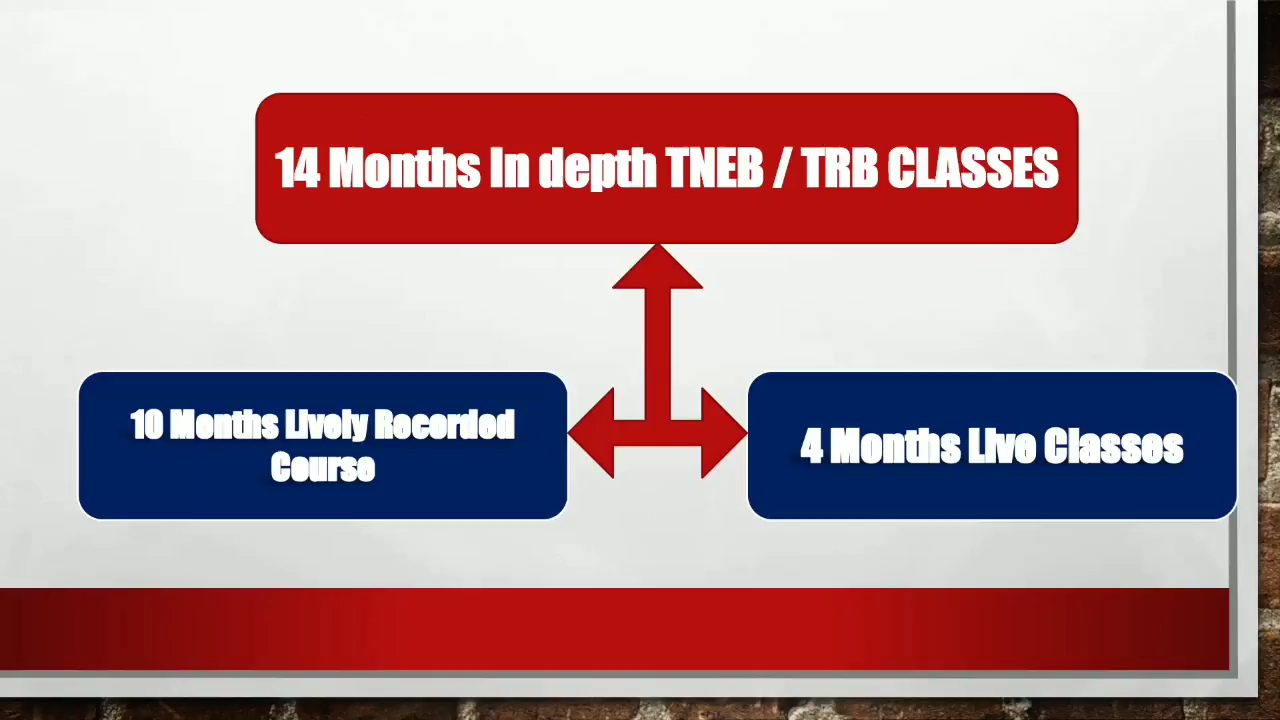 14 Months In depth TNEB / TRB CLASSES
10 Months Lively Recorded
Course
4 Months Live Classes